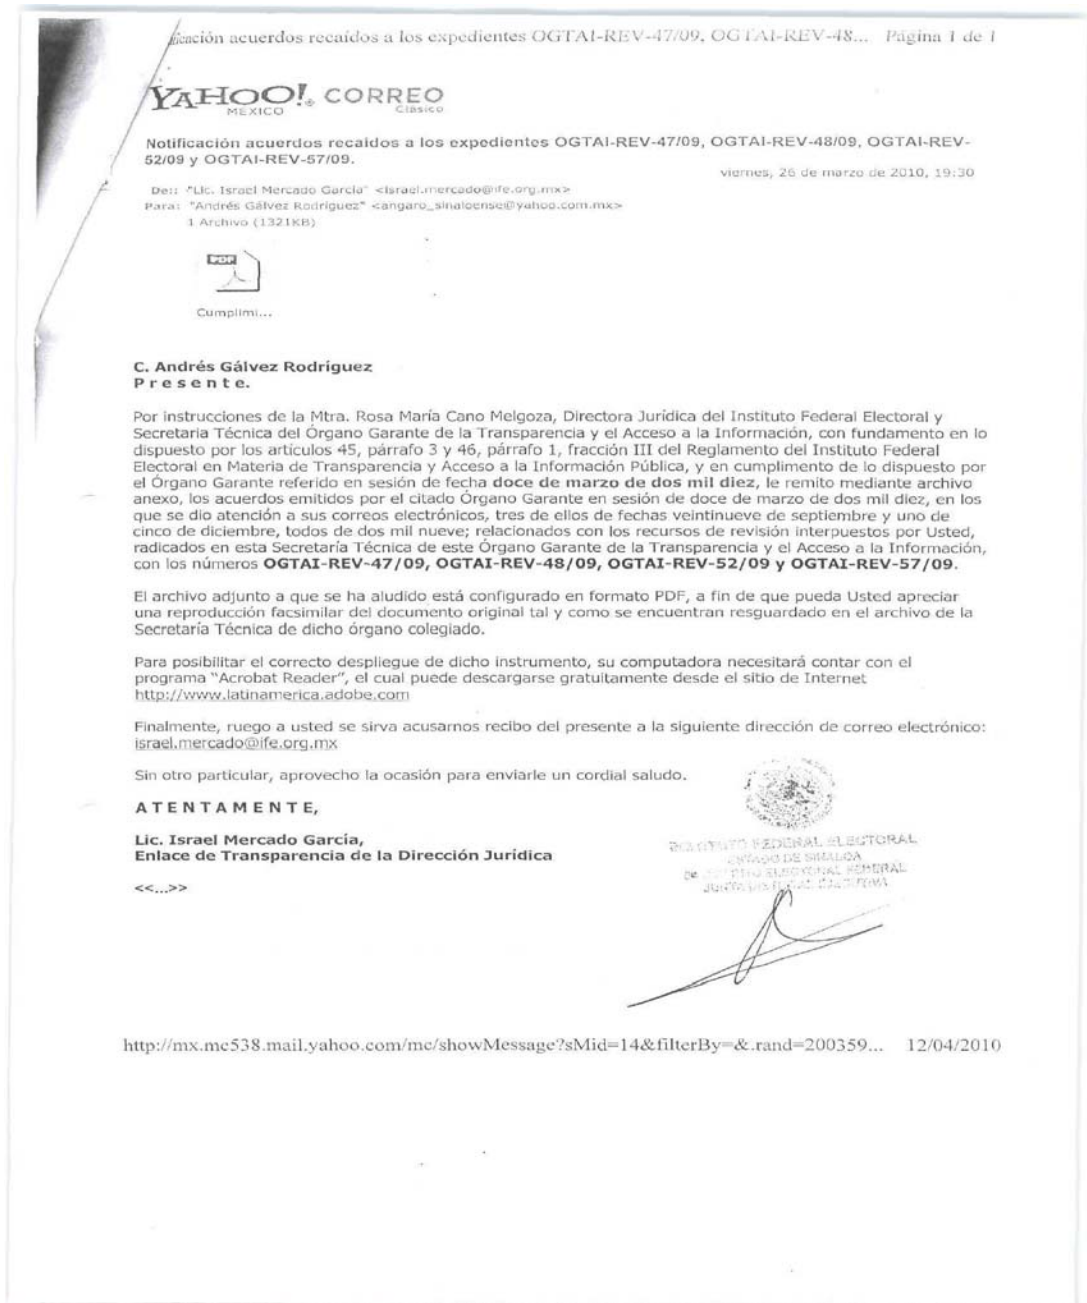 ficación acuerdos recaídos a los expedientes OGTAI-REV-47/09, OGTAI-REV-48... Página 1 de 1
YAHOO!® CORREO
MÉXICO Clásico
Notificación acuerdos recaídos a los expedientes OGTAI-REV-47/09, OGTAI-REV-48/09, OGTAI-REV-
52/09 y OGTAI-REV-57/09.
viernes, 26 de marzo de 2010, 19:30
De:: "Lic. Israel Mercado García" <israel.mercado@ife.org.mx>
Para: "Andrés Gálvez Rodríguez" <angaro_sinaloense@yahoo.com.mx>
1 Archivo (1321KB)
PDF
Cumplimi...
C. Andrés Gálvez Rodríguez
P r e s e n t e.
Por instrucciones de la Mtra. Rosa María Cano Melgoza, Directora Jurídica del Instituto Federal Electoral y
Secretaria Técnica del Órgano Garante de la Transparencia y el Acceso a la Información, con fundamento en lo
dispuesto por los artículos 45, párrafo 3 y 46, párrafo 1, fracción III del Reglamento del Instituto Federal
Electoral en Materia de Transparencia y Acceso a la Información Pública, y en cumplimento de lo dispuesto por
el Órgano Garante referido en sesión de fecha doce de marzo de dos mil diez, le remito mediante archivo
anexo, los acuerdos emitidos por el citado Órgano Garante en sesión de doce de marzo de dos mil diez, en los
que se dio atención a sus correos electrónicos, tres de ellos de fechas veintinueve de septiembre y uno de
cinco de diciembre, todos de dos mil nueve; relacionados con los recursos de revisión interpuestos por Usted,
radicados en esta Secretaría Técnica de este Órgano Garante de la Transparencia y el Acceso a la Información,
con los números OGTAI-REV-47/09, OGTAI-REV-48/09, OGTAI-REV-52/09 y OGTAI-REV-57/09.
El archivo adjunto a que se ha aludido está configurado en formato PDF, a fin de que pueda Usted apreciar
una reproducción facsimilar del documento original tal y como se encuentran resguardado en el archivo de la
Secretaría Técnica de dicho órgano colegiado.
Para posibilitar el correcto despliegue de dicho instrumento, su computadora necesitará contar con el
programa "Acrobat Reader", el cual puede descargarse gratuitamente desde el sitio de Internet
http://www.latinamerica.adobe.com
Finalmente, ruego a usted se sirva acusarnos recibo del presente a la siguiente dirección de correo electrónico:
israel.mercado@ife.org.mx
Sin otro particular, aprovecho la ocasión para enviarle un cordial saludo.
A T E N T A M E N T E,
Lic. Israel Mercado García,
Enlace de Transparencia de la Dirección Jurídica
<<...>>
INSTITUTO FEDERAL ELECTORAL
ESTADO DE SINALOA
ELECTORAL FEDERAL
JUNTA DISTRITAL EJECUTIVA
http://mx.mc538.mail.yahoo.com/mc/showMessage?sMid=14&filterBy=&.rand=200359... 12/04/2010